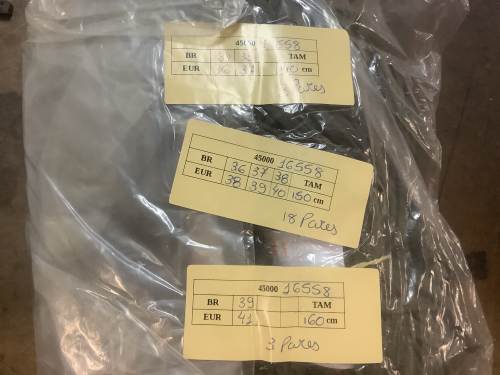 45000 16558
BR TAM
EUR cm
Pares
45000 16558
BR 36 37 38 TAM
EUR 38 39 40 150 cm
18 Pares
45000 16558
BR 39 TAM
EUR 41 160 cm
3 Pares